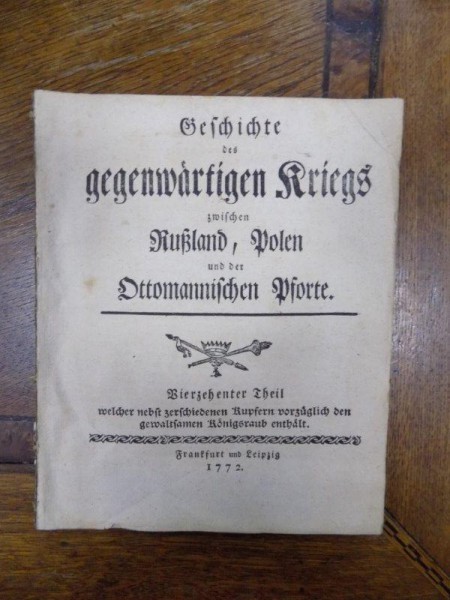 Geschichte
des
gegenwärtigen Kriegs
zwischen
Rußland, Polen
und der
Ottomannischen Pforte.
Vierzehenter Theil
welcher nebst zerschiedenen Kupfern vorzüglich den
gewaltsamen Königsraub enthält.
Frankfurt und Leipzig
1772.